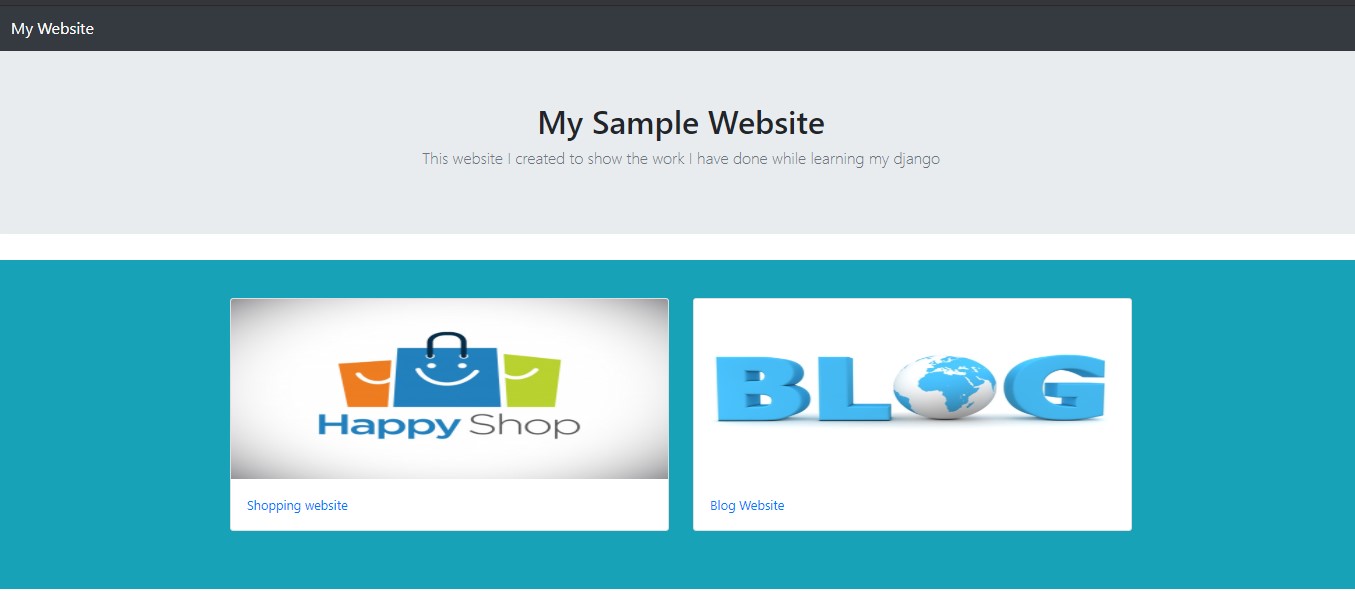 My Website
My Sample Website
This website I created to show the work I have done while learning my django
Happy Shop
BLOG
Shopping website
Blog Website